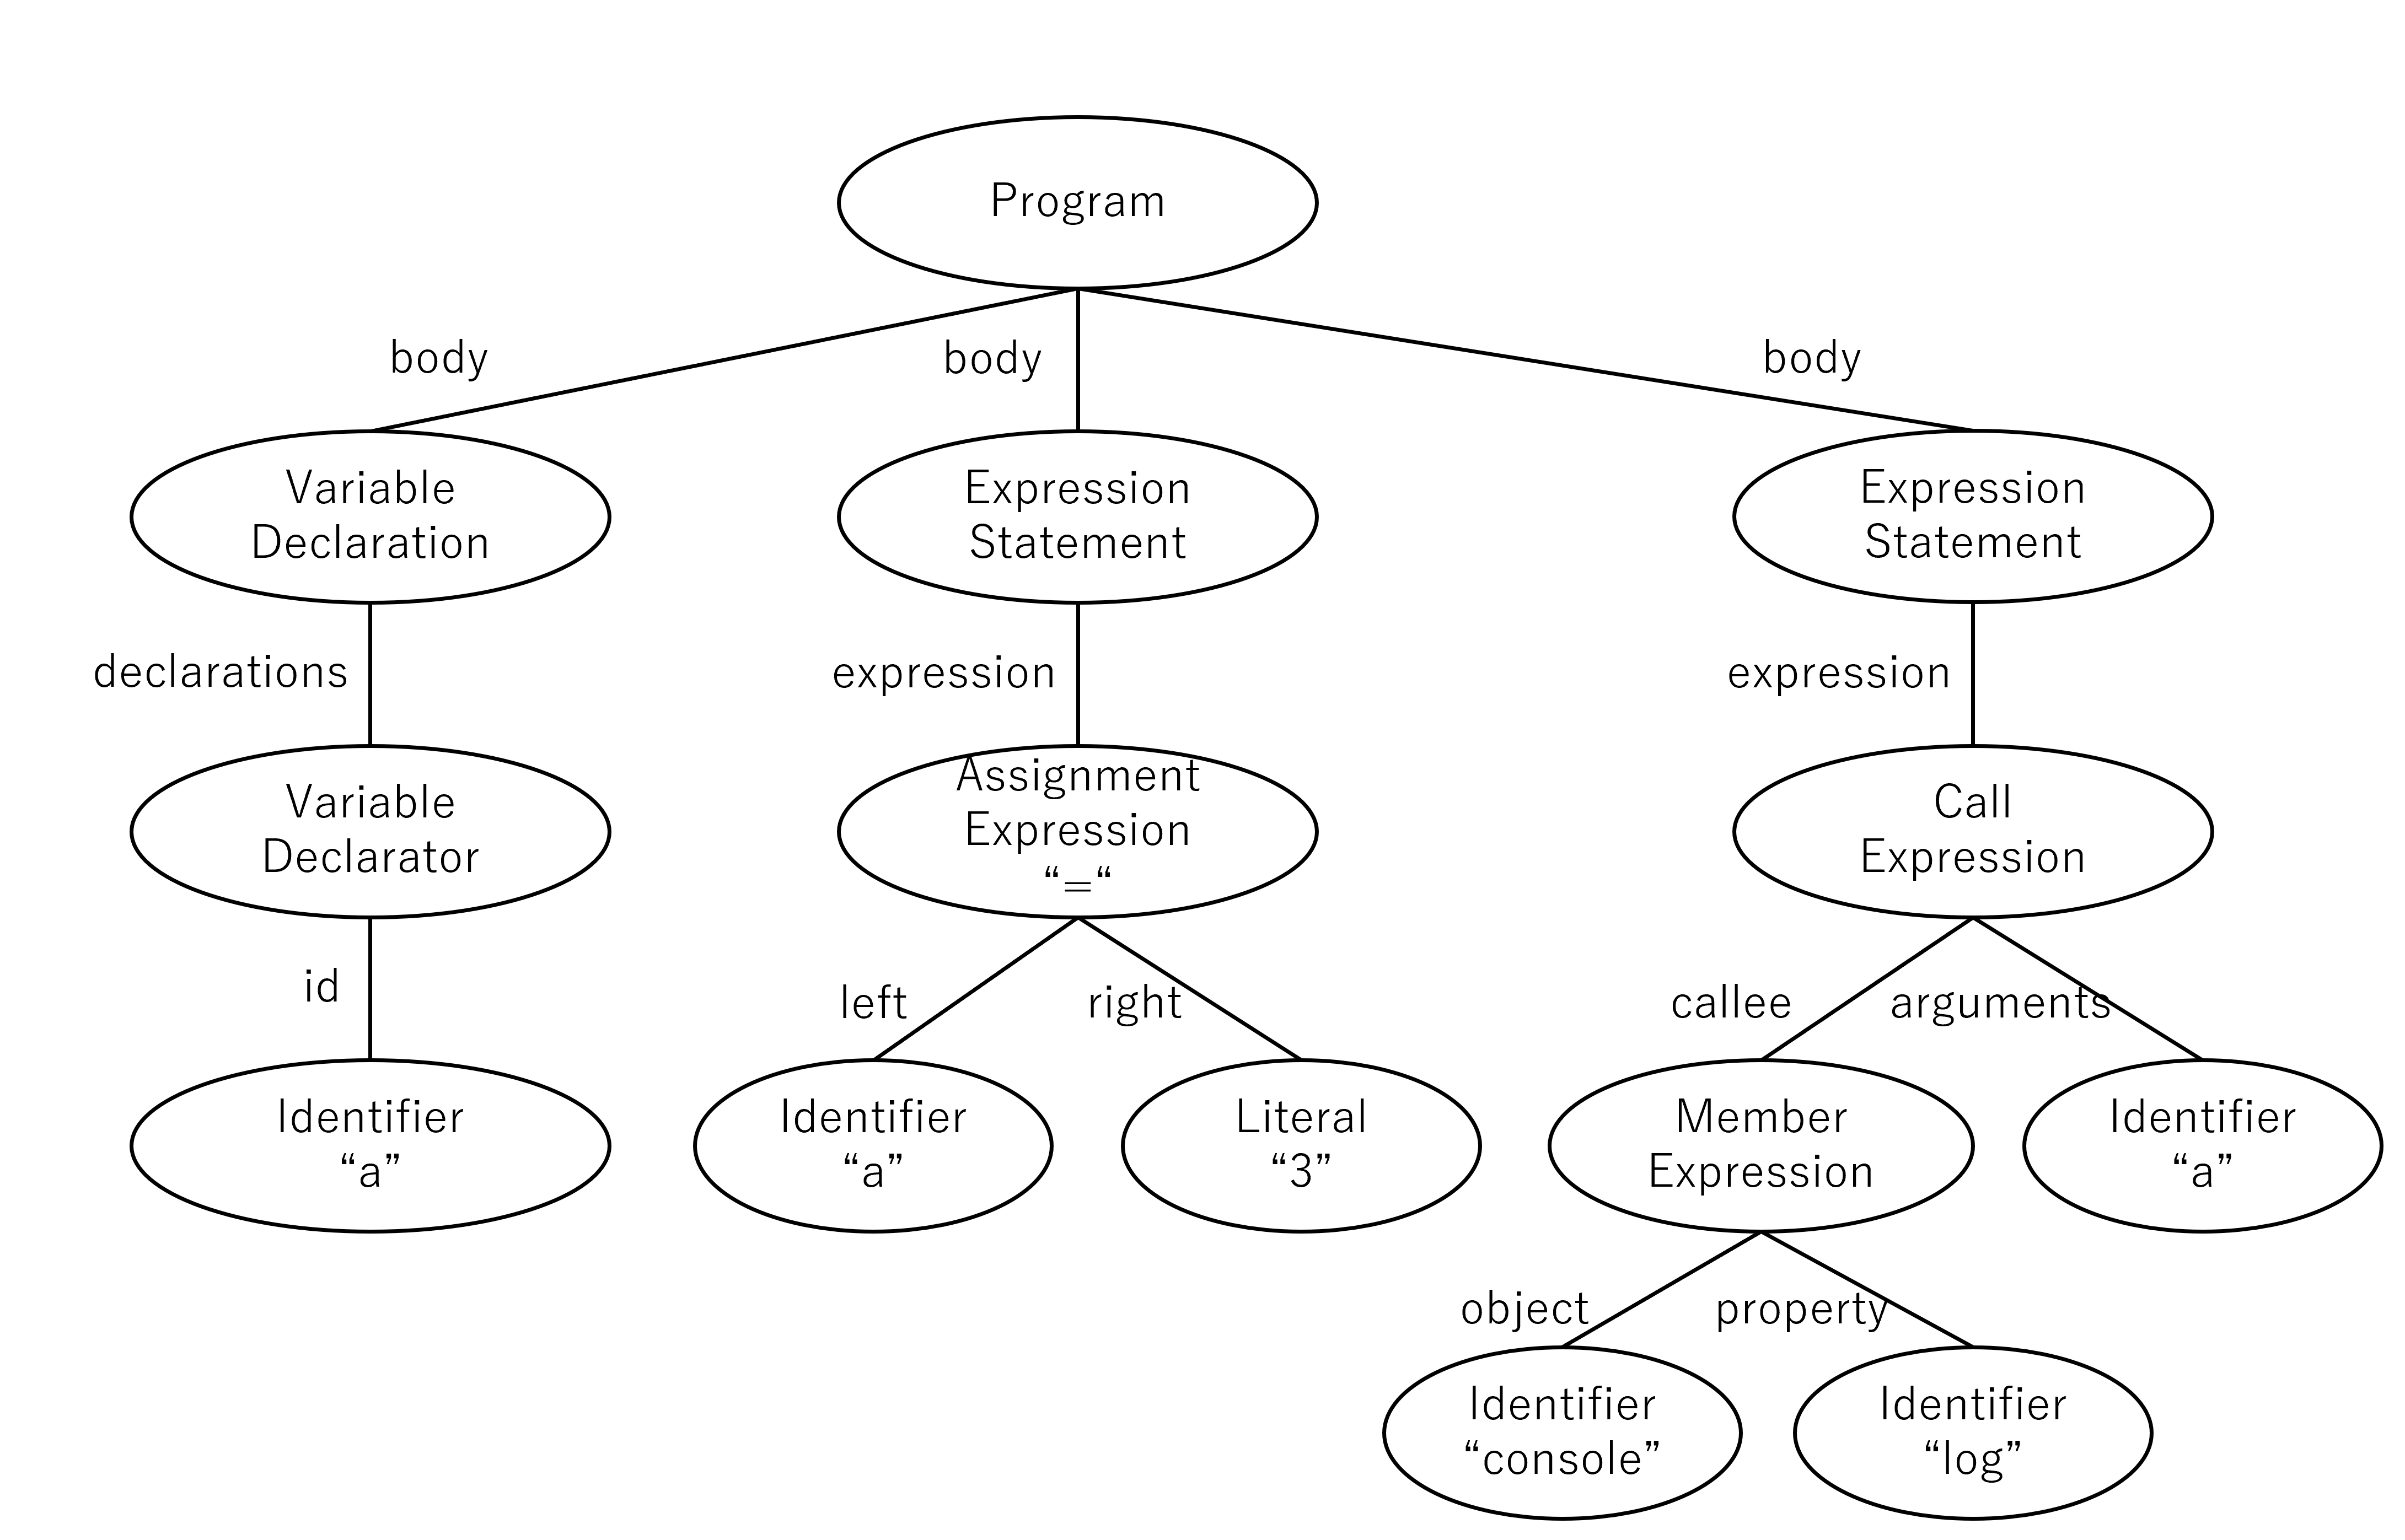 Program
body
body
body
Variable
Declaration
Expression
Statement
Expression
Statement
declarations
expression
expression
Variable
Declarator
Assignment
Expression
“=“
Call
Expression
id
left
right
callee
arguments
Identifier
“a”
Identifier
“a”
Literal
“3”
Member
Expression
Identifier
“a”
object
property
Identifier
“console”
Identifier
“log”